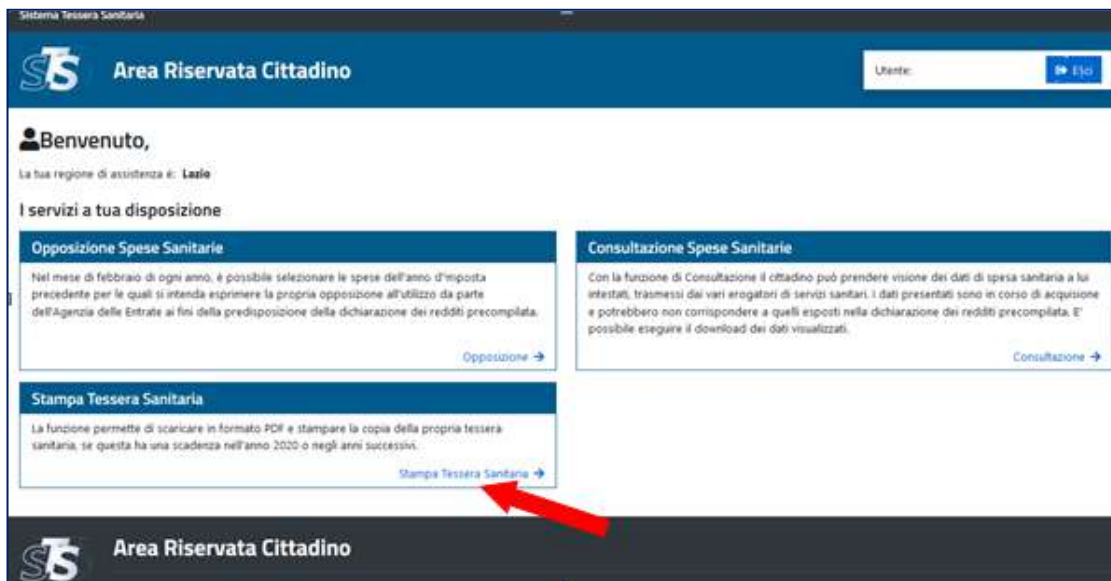 Sistema Tessera Sanitaria
STS
Area Riservata Cittadino
Utente:
Esci
Benvenuto,
La tua regione di assistenza è: Lazio
I servizi a tua disposizione
Opposizione Spese Sanitarie
Nel mese di febbraio di ogni anno, è possibile selezionare le spese dell'anno d'imposta
precedente per le quali si intenda esprimere la propria opposizione all'utilizzo da parte
dell'Agenzia delle Entrate ai fini della predisposizione della dichiarazione dei redditi precompilata.
Opposizione →
Consultazione Spese Sanitarie
Con la funzione di Consultazione il cittadino può prendere visione dei dati di spesa sanitaria a lui
intestati, trasmessi dai vari erogatori di servizi sanitari. I dati presentati sono in corso di acquisizione
e potrebbero non corrispondere a quelli esposti nella dichiarazione dei redditi precompilata. E'
possibile eseguire il download dei dati visualizzati.
Consultazione →
Stampa Tessera Sanitaria
La funzione permette di scaricare in formato PDF e stampare la copia della propria tessera
sanitaria, se questa ha una scadenza nell'anno 2020 o negli anni successivi.
Stampa Tessera Sanitaria →
STS
Area Riservata Cittadino